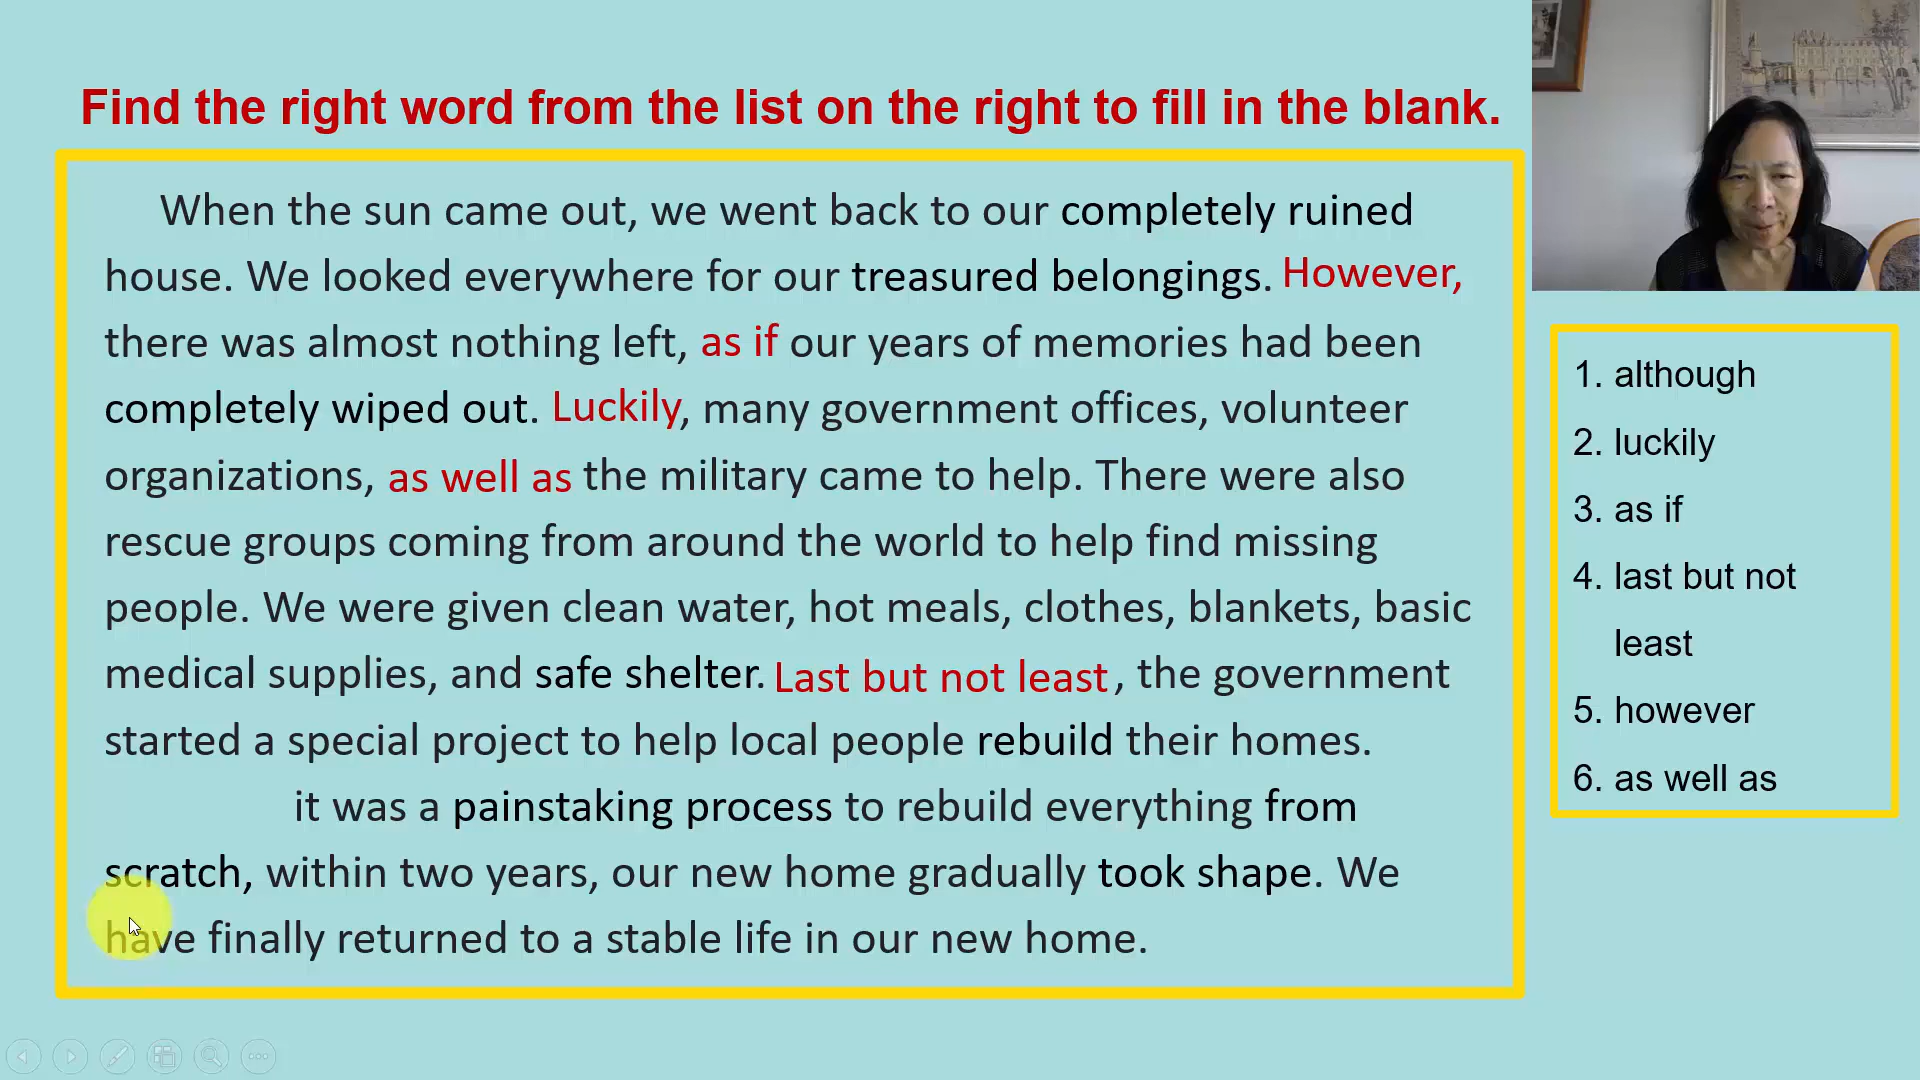 Find the right word from the list on the right to fill in the blank.
When the sun came out, we went back to our completely ruined
house. We looked everywhere for our treasured belongings. However,
there was almost nothing left, as if our years of memories had been
completely wiped out. Luckily, many government offices, volunteer
organizations, as well as the military came to help. There were also
rescue groups coming from around the world to help find missing
people. We were given clean water, hot meals, clothes, blankets, basic
medical supplies, and safe shelter. Last but not least, the government
started a special project to help local people rebuild their homes.
it was a painstaking process to rebuild everything from
scratch, within two years, our new home gradually took shape. We
have finally returned to a stable life in our new home.
1. although
2. luckily
3. as if
4. last but not
least
5. however
6. as well as